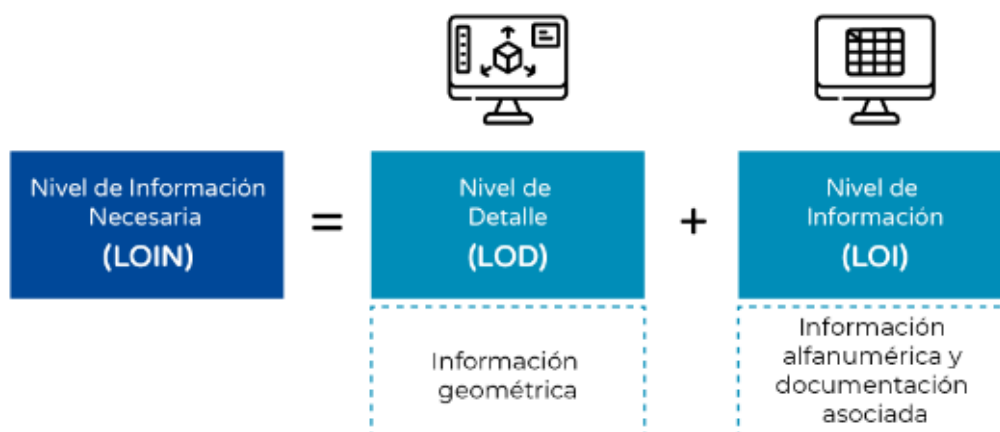 Nivel de Información
Necesaria
(LOIN)
=
Nivel de
Detalle
(LOD)
+
Nivel de
Información
(LOI)
Información
geométrica
Información
alfanumérica y
documentación
asociada